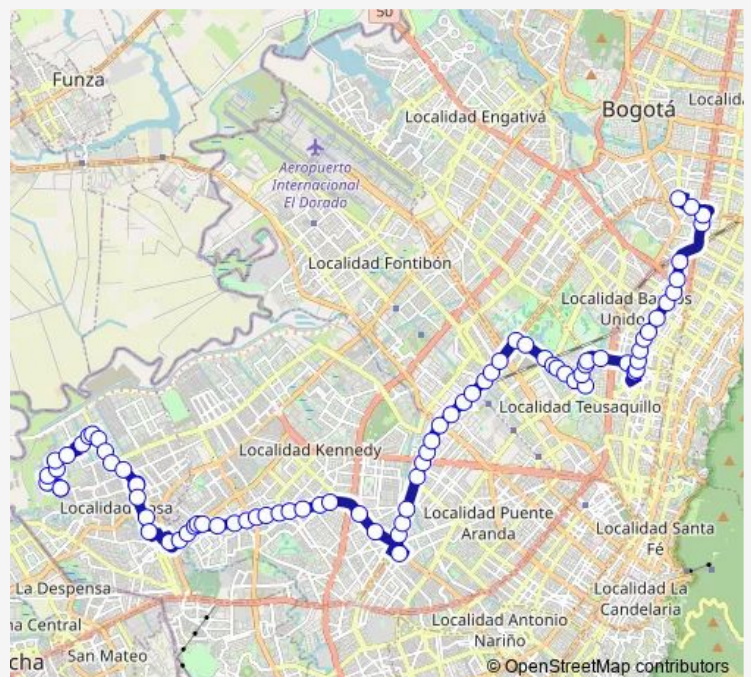 50
Funza
Bogotá
Localid
Localidad Engativá
Aeropuerto
Internacional
El Dorado
Localidad Fontibón
Localidad Ba os
Unido
Localidad Teusaquillo
Localidad Kennedy
Localidad osa
Localidad Puente
Aranda
Localidad Santa
Fé
La Despensa
Localidad La
Candelaria
na Central
Localidad Antonio
Nariño
cha
San Mateo
© OpenStreetMap contributors